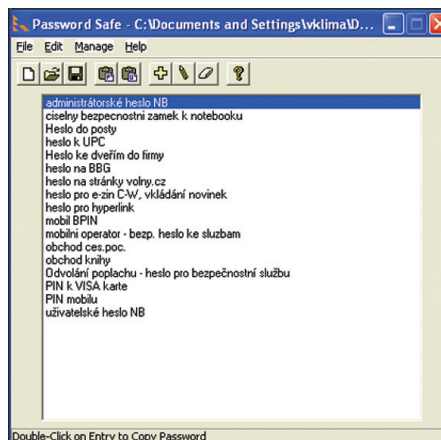 Password Safe - C:\Documents and Settings\vklima\D...
File Edit Manage Help
administrátorské heslo NB
ciselny bezpecnostni zamek k notebooku
Heslo do posty
heslo k UPC
Heslo ke dveřím do firmy
heslo na BBG
heslo na stránky volny.cz
heslo pro e-zin C-W, vkládání novinek
heslo pro hyperlink
mobil BPIN
mobilni operator - bezp. heslo ke sluzbam
obchod ces.poc.
obchod knihy
Odvolání poplachu - heslo pro bezpečnostní službu
PIN k VISA karte
PIN mobilu
uživatelské heslo NB
Double-Click on Entry to Copy Password